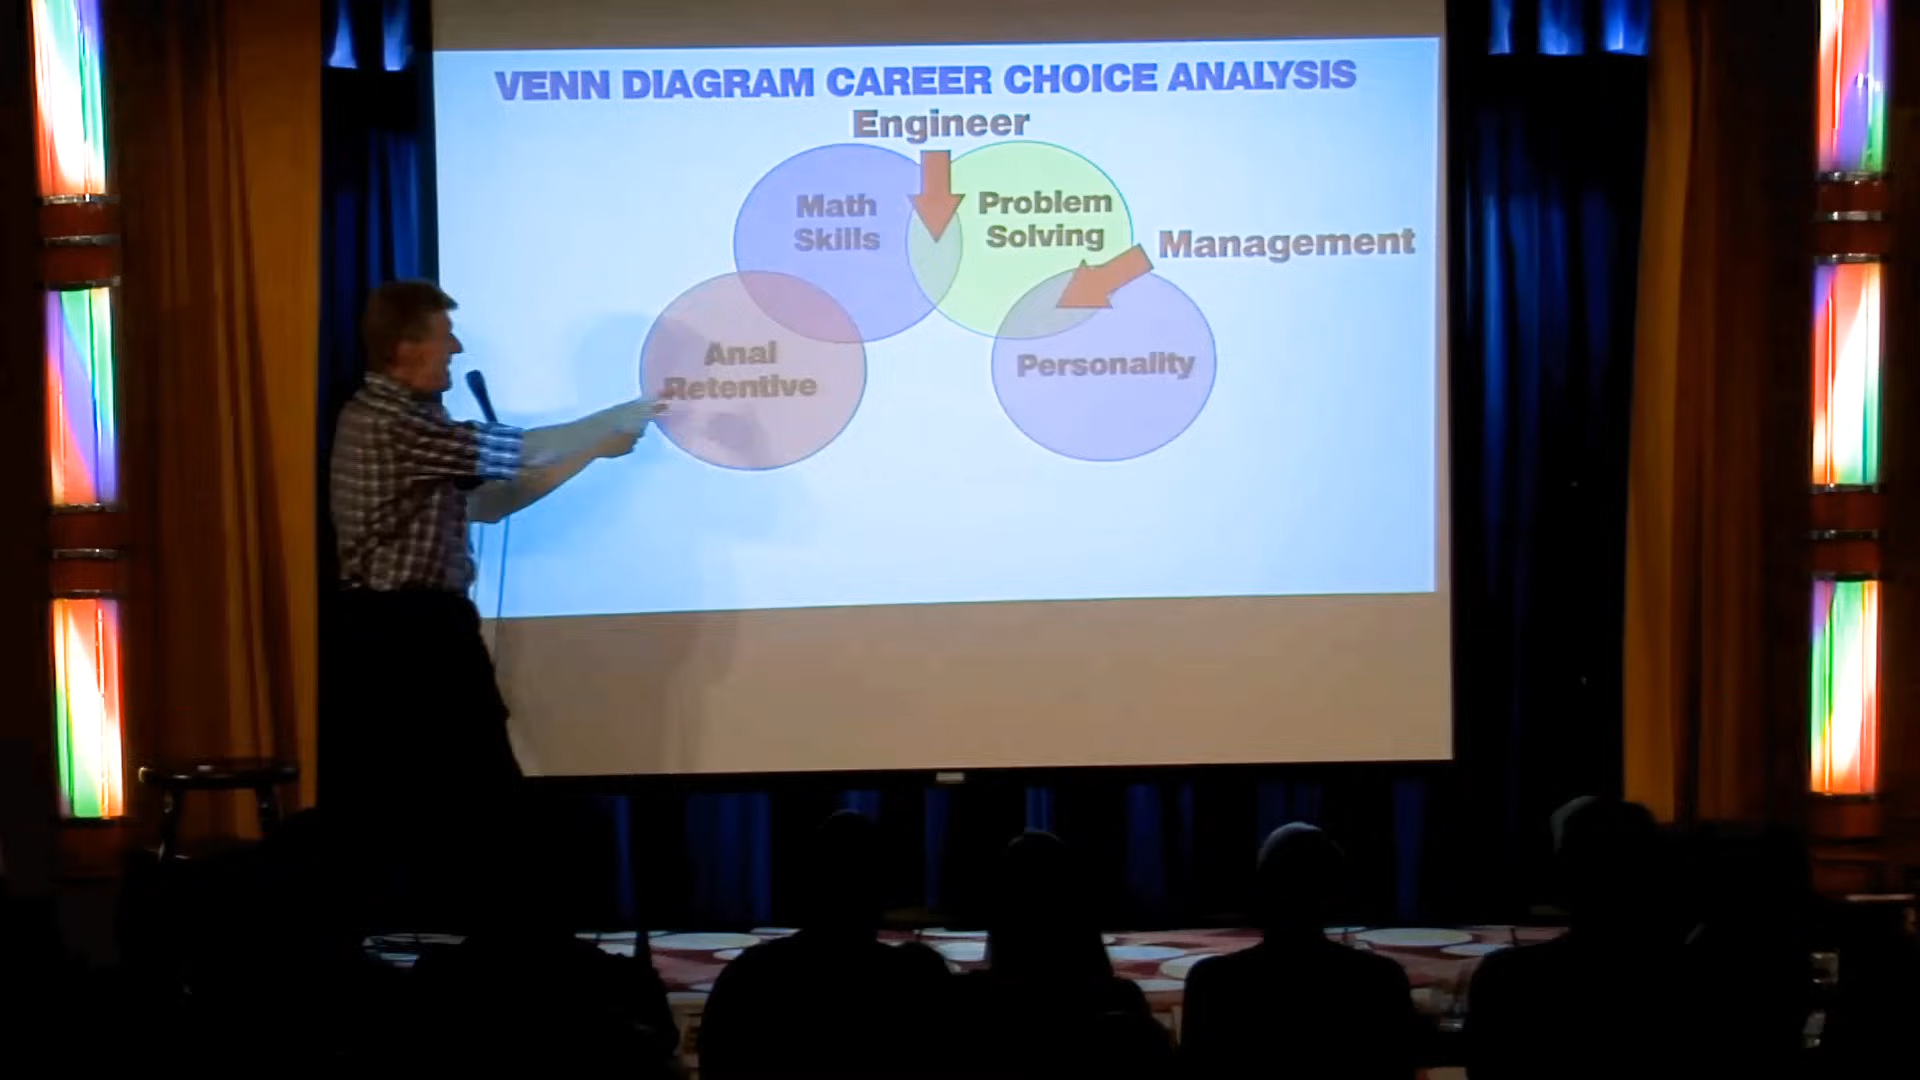 VENN DIAGRAM CAREER CHOICE ANALYSIS
Engineer
Math
Skills
Problem
Solving
Management
Anal
Retentive
Personality